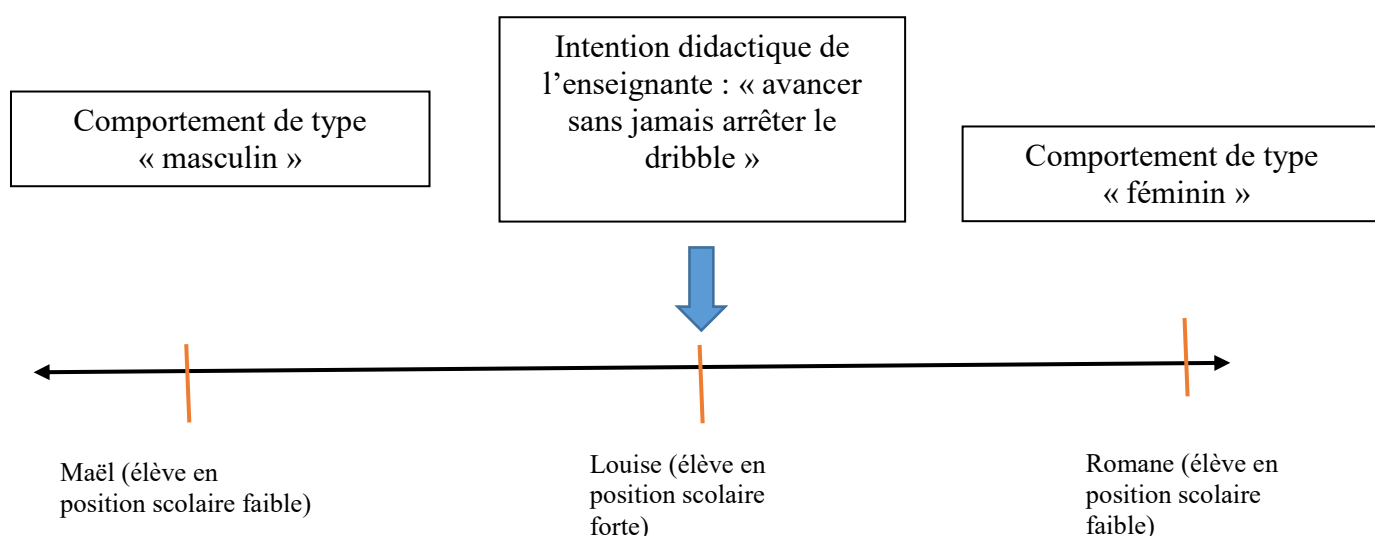 Comportement de type
« masculin »
Intention didactique de
l’enseignante : « avancer
sans jamais arrêter le
dribble »
Comportement de type
« féminin »
Maël (élève en
position scolaire faible)
Louise (élève en
position scolaire
forte)
Romane (élève en
position scolaire
faible)